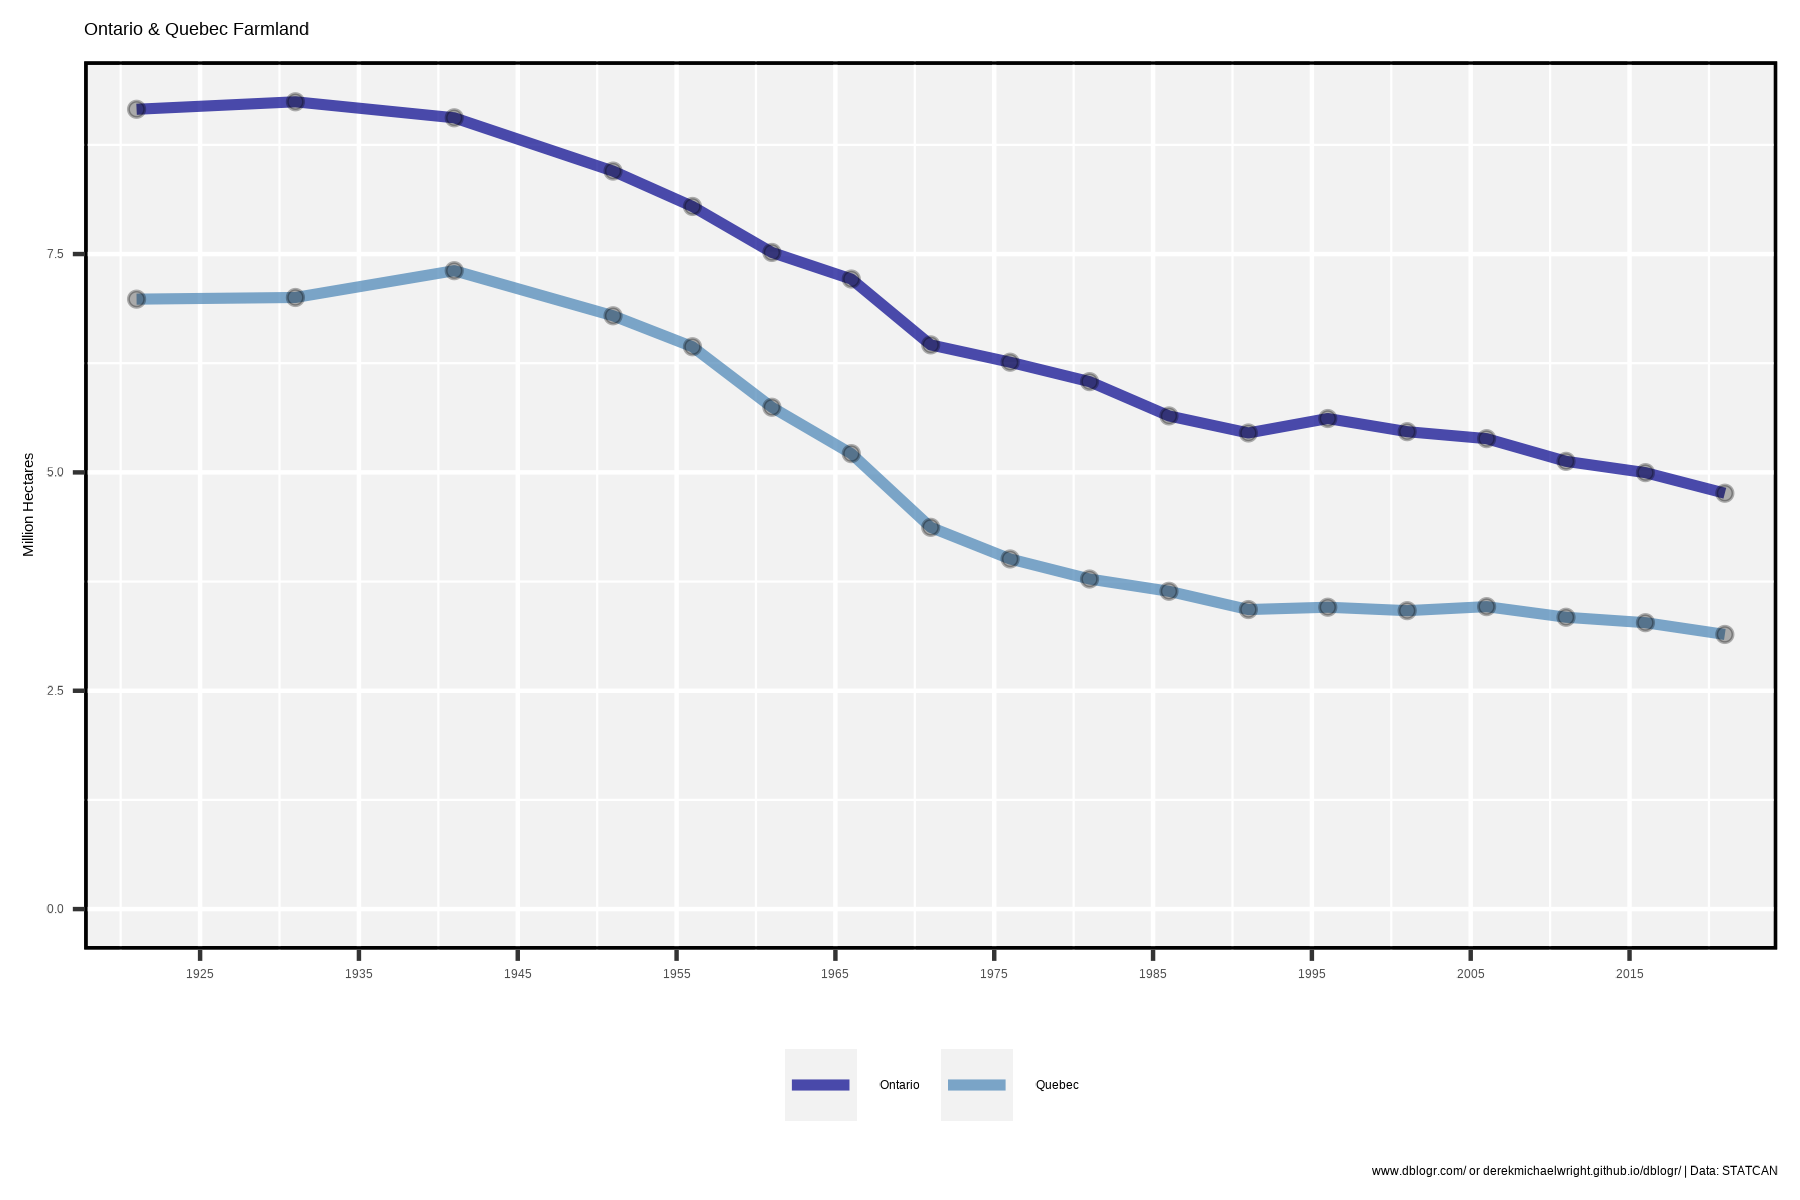 Ontario & Quebec Farmland
Million Hectares
7.5
5.0
2.5
0.0
1925 1935 1945 1955 1965 1975 1985 1995 2005 2015
Ontario Quebec
www.dblogr.com/ or derekmichaelwright.github.io/dblogr/ | Data: STATCAN